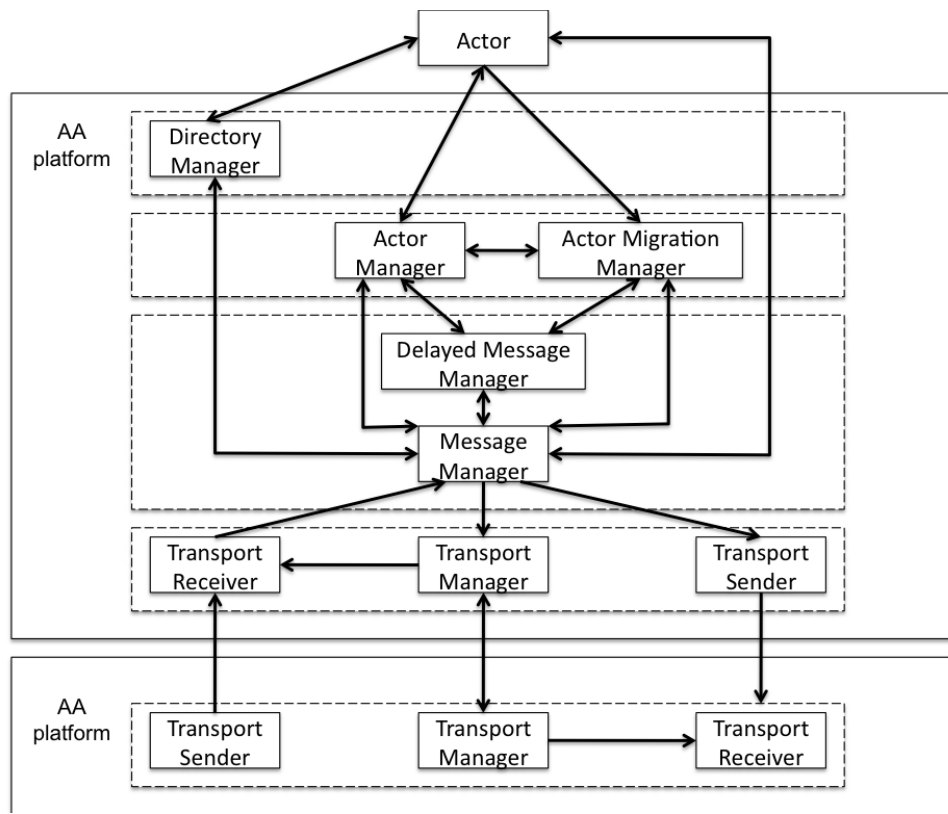 Actor
AA
platform
Directory
Manager
Actor
Manager
Actor Migration
Manager
Delayed Message
Manager
Message
Manager
Transport
Receiver
Transport
Manager
Transport
Sender
AA
platform
Transport
Sender
Transport
Manager
Transport
Receiver